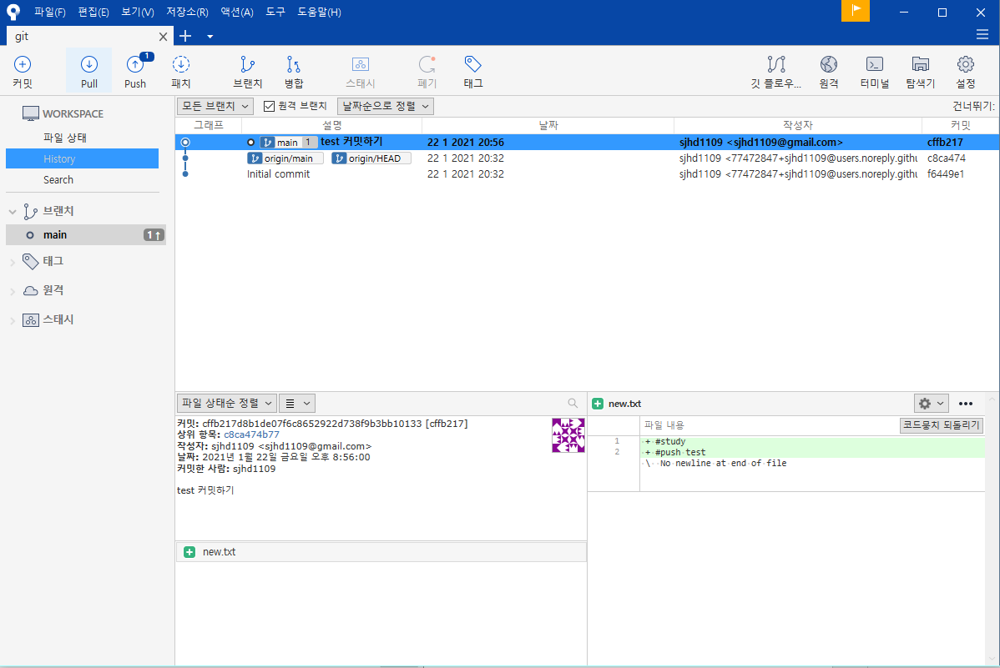 파일(F) 편집(E) 보기(V) 저장소(R) 액션(A) 도구 도움말(H)
git
1
커밋 Pull Push 패치 브랜치 병합 스태시 폐기 태그 깃 플로우... 원격 터미널 탐색기 설정
WORKSPACE
파일 상태
History
Search
브랜치
main 1↑
태그
원격
스태시
모든 브랜치 원격 브랜치 날짜순으로 정렬 건너뛰기:
그래프 설명 날짜 작성자 커밋
main 1 test 커밋하기 22 1 2021 20:56 sjhd1109 <sjhd1109@gmail.com> cffb217
origin/main origin/HEAD 22 1 2021 20:32 sjhd1109 <77472847+sjhd1109@users.noreply.githu c8ca474
Initial commit 22 1 2021 20:32 sjhd1109 <77472847+sjhd1109@users.noreply.githu f6449e1
파일 상태순 정렬
커밋: cffb217d8b1de07f6c8652922d738f9b3bb10133 [cffb217]
상위 항목: c8ca474b77
작성자: sjhd1109 <sjhd1109@gmail.com>
날짜: 2021년 1월 22일 금요일 오후 8:56:00
커밋한 사람: sjhd1109
test 커밋하기
new.txt
new.txt
파일 내용 코드뭉치 되돌리기
1 + #study
2 + #push test
\ No newline at end of file